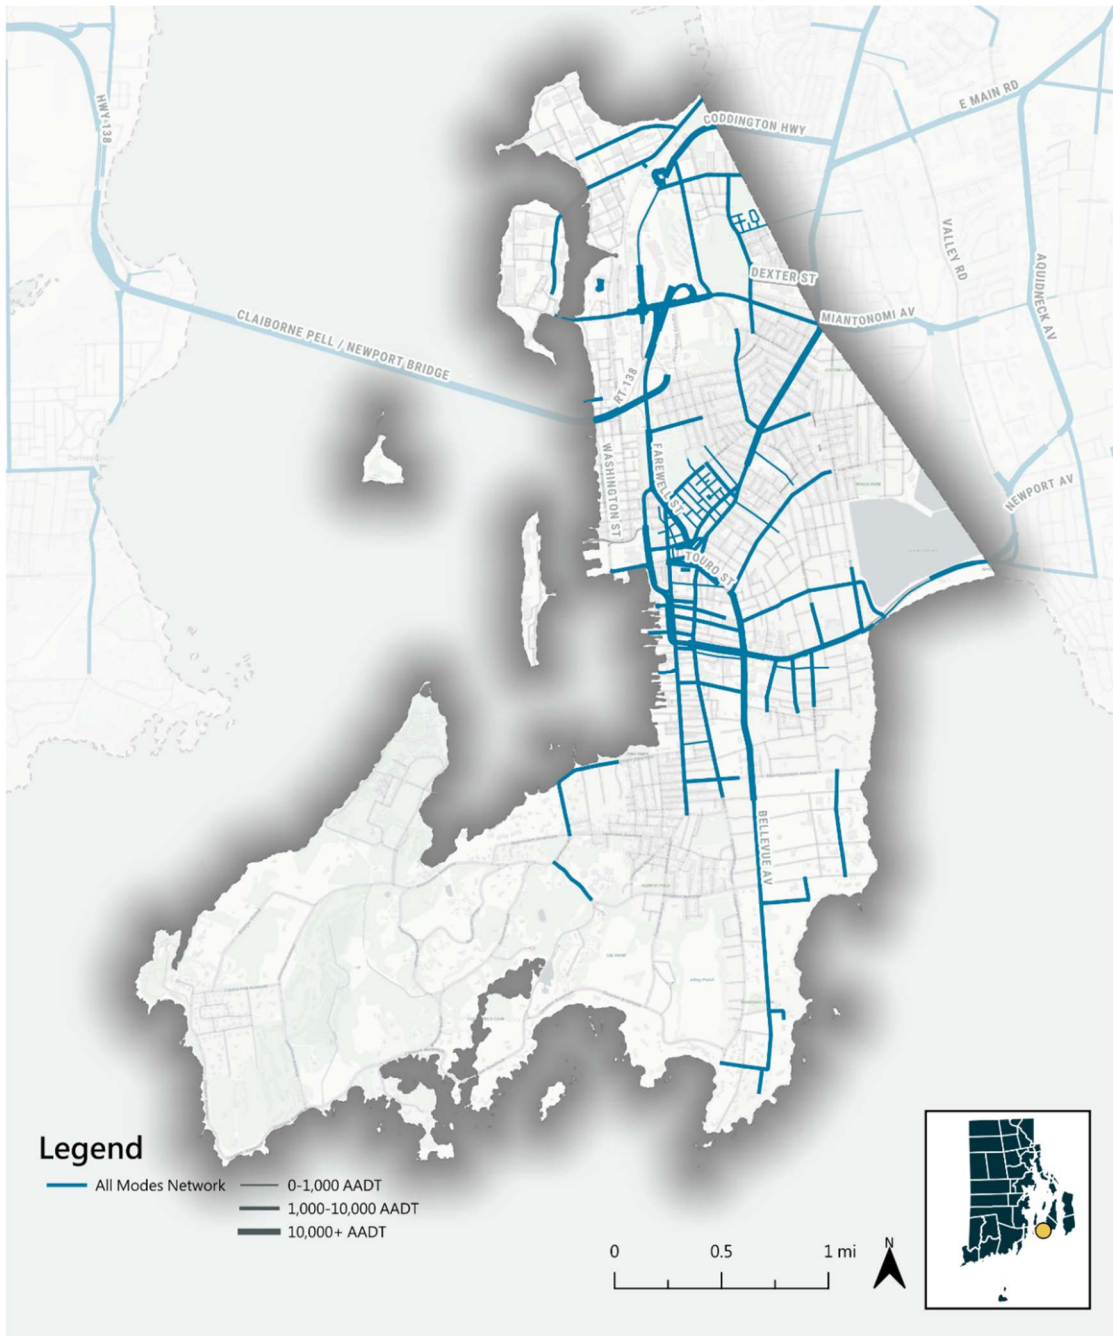 HWY-138
CODDINGTON HWY
E MAIN RD
VALLEY RD
AQUIDNECK AV
DEXTER ST
MIANTONOMI AV
CLAIBORNE PELL / NEWPORT BRIDGE
RT-138
WASHINGTON ST
FAREWELL ST
NEWPORT AV
TOURO ST
BELLEVUE AV
Legend
All Modes Network
0-1,000 AADT
1,000-10,000 AADT
10,000+ AADT
0 0.5 1 mi
N